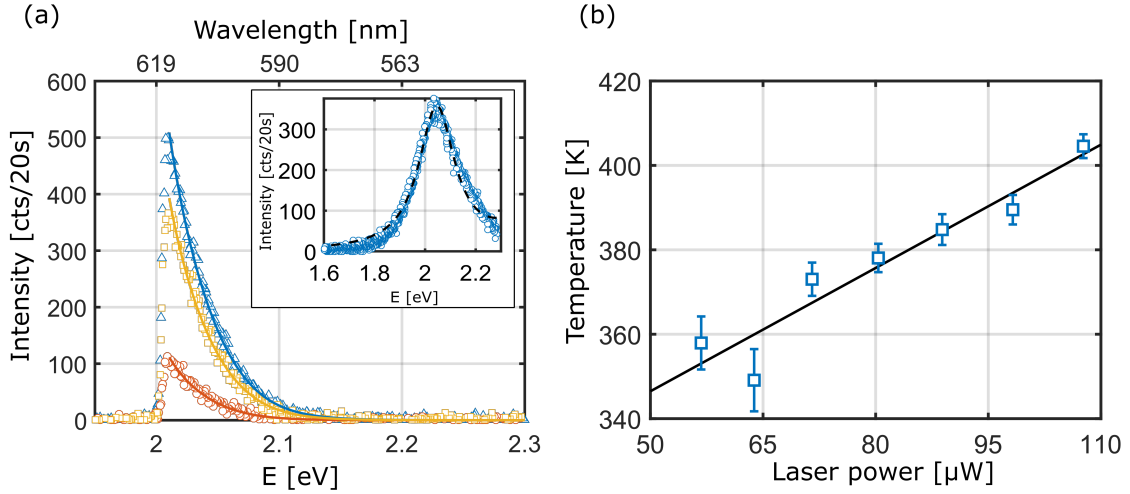 (a)
Wavelength [nm]
619 590 563
600
500
400
300
200
100
0
Intensity [cts/20s]
2 2.1 2.2 2.3
E [eV]
300
200
100
0
Intensity [cts/20s]
1.6 1.8 2 2.2
E [eV]
(b)
420
400
380
360
340
Temperature [K]
50 65 80 95 110
Laser power [µW]